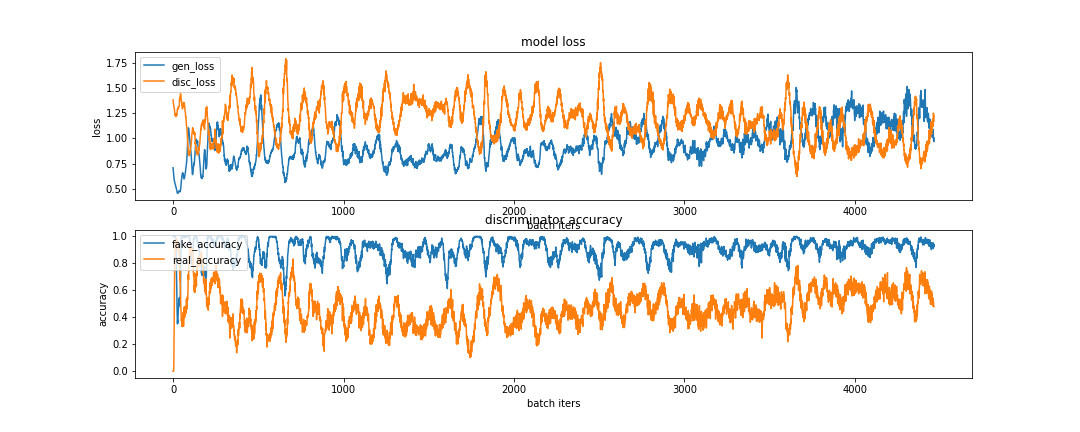 model loss
gen_loss
disc_loss
loss
1.75
1.50
1.25
1.00
0.75
0.50
0 1000 2000 3000 4000
batch iters
discriminator accuracy
fake_accuracy
real_accuracy
accuracy
1.0
0.8
0.6
0.4
0.2
0.0
0 1000 2000 3000 4000
batch iters